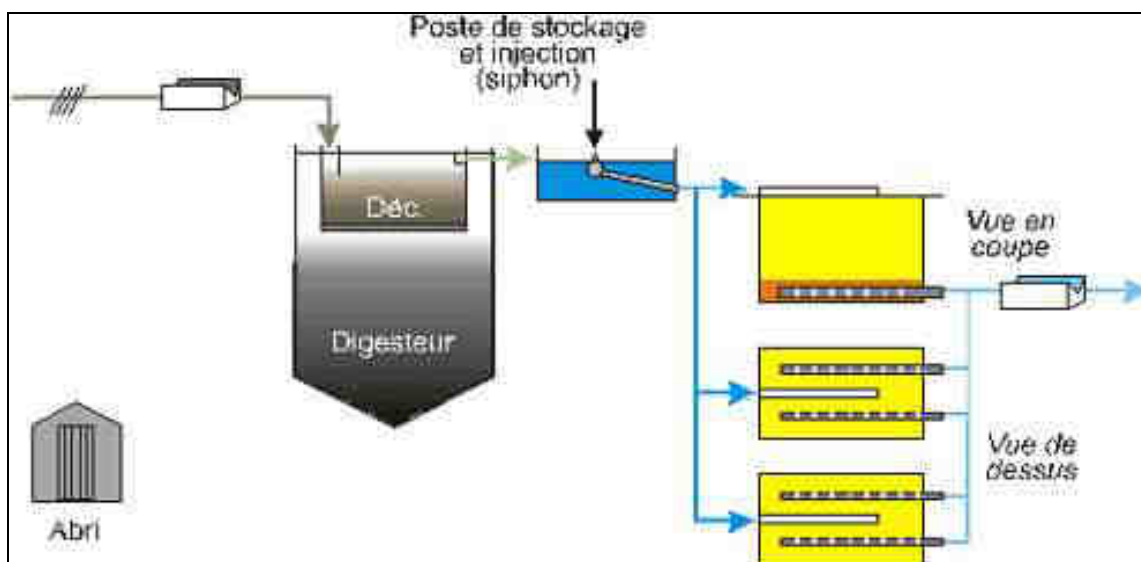 Poste de stockage
et injection
(siphon)
Déc.
Digesteur
Abri
Vue en
coupe
Vue de
dessus